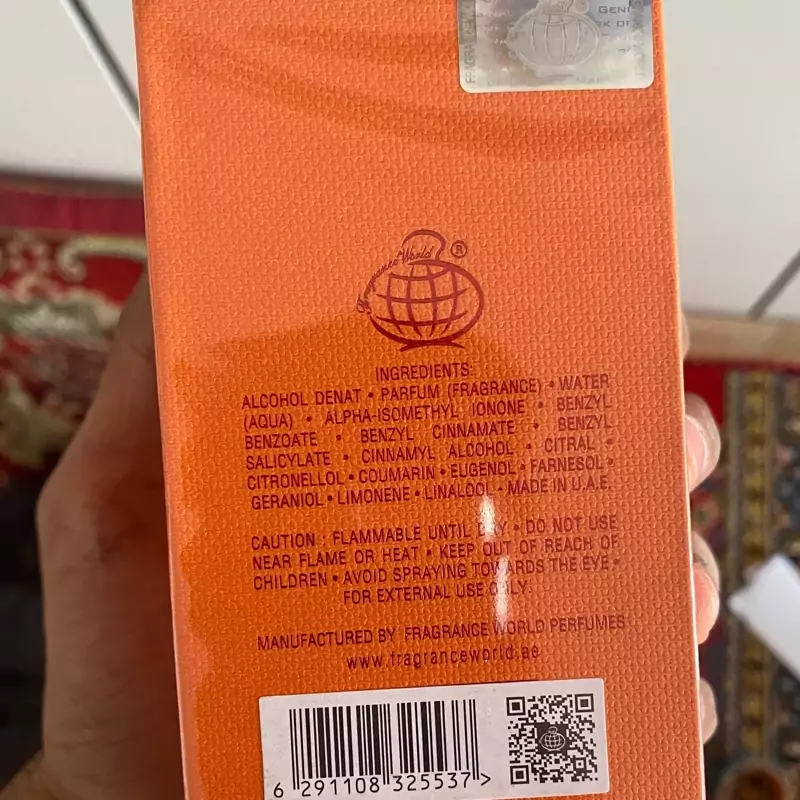 FRAGRANCE
GEN
Fragrance World ®
INGREDIENTS:
ALCOHOL DENAT • PARFUM (FRAGRANCE) • WATER
(AQUA) • ALPHA-ISOMETHYL IONONE • BENZYL
BENZOATE • BENZYL CINNAMATE • BENZYL
SALICYLATE • CINNAMYL ALCOHOL • CITRAL •
CITRONELLOL • COUMARIN • EUGENOL • FARNESOL •
GERANIOL • LIMONENE • LINALOOL - MADE IN U.A.E.
CAUTION : FLAMMABLE UNTIL DRY • DO NOT USE
NEAR FLAME OR HEAT • KEEP OUT OF REACH OF
CHILDREN • AVOID SPRAYING TOWARDS THE EYE •
FOR EXTERNAL USE ONLY.
MANUFACTURED BY FRAGRANCE WORLD PERFUMES
www.fragranceworld.ae
6 291108 325537 >